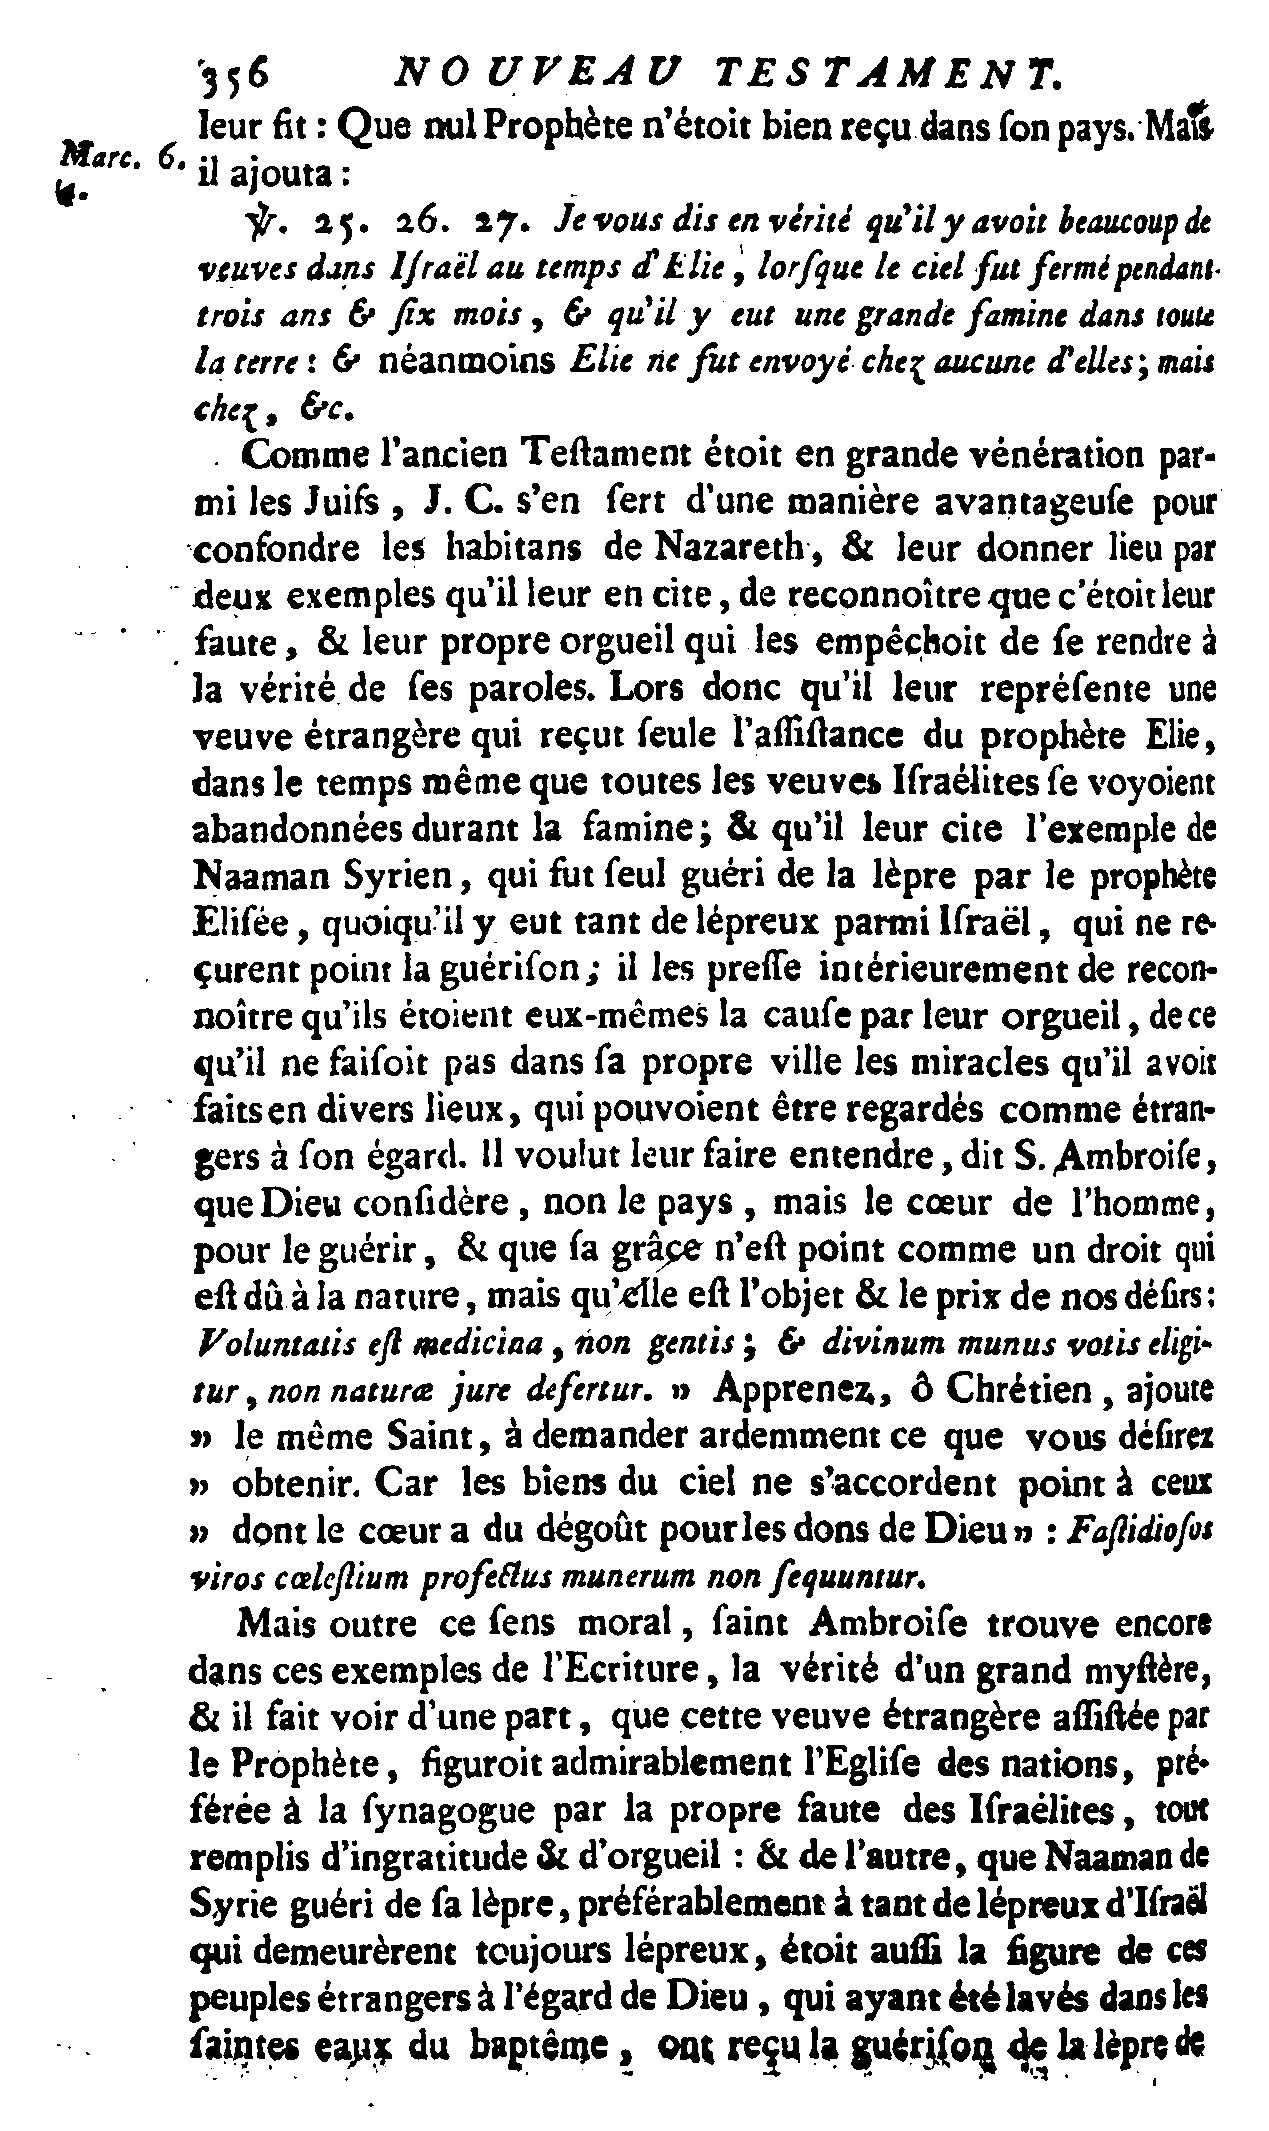 356 NOUVEAU TESTAMENT.
leur fit : Que nul Prophète n'étoit bien reçu dans ſon pays. Mais
Marc. 6. 4.
il ajouta :
℣. 25. 26. 27. Je vous dis en vérité qu'il y avoit beaucoup de
veuves dans Iſraël au temps d'Elie, lorſque le ciel fut fermé pendant
trois ans & ſix mois, & qu'il y eut une grande famine dans toute
la terre : & néanmoins Elie ne fut envoyé chez aucune d'elles ; mais
chez, &c.
Comme l'ancien Teſtament étoit en grande vénération par-
mi les Juifs, J. C. s'en ſert d'une manière avantageuſe pour
confondre les habitans de Nazareth, & leur donner lieu par
deux exemples qu'il leur en cite, de reconnoître que c'étoit leur
faute, & leur propre orgueil qui les empêchoit de ſe rendre à
la vérité de ſes paroles. Lors donc qu'il leur repréſente une
veuve étrangère qui reçut ſeule l'aſſiſtance du prophète Elie,
dans le temps même que toutes les veuves Iſraélites ſe voyoient
abandonnées durant la famine ; & qu'il leur cite l'exemple de
Naaman Syrien, qui fut ſeul guéri de la lèpre par le prophète
Eliſée, quoiqu'il y eut tant de lépreux parmi Iſraël, qui ne re-
çurent point la guériſon ; il les preſſe intérieurement de recon-
noître qu'ils étoient eux-mêmes la cauſe par leur orgueil, de ce
qu'il ne faiſoit pas dans ſa propre ville les miracles qu'il avoit
faits en divers lieux, qui pouvoient être regardés comme étran-
gers à ſon égard. Il voulut leur faire entendre, dit S. Ambroiſe,
que Dieu conſidère, non le pays, mais le cœur de l'homme,
pour le guérir, & que ſa grâce n'eſt point comme un droit qui
eſt dû à la nature, mais qu'elle eſt l'objet & le prix de nos déſirs :
Voluntatis eſt medicina, non gentis ; & divinum munus votis eligi-
tur, non naturæ jure defertur. » Apprenez, ô Chrétien, ajoute
» le même Saint, à demander ardemment ce que vous déſirez
» obtenir. Car les biens du ciel ne s'accordent point à ceux
» dont le cœur a du dégoût pour les dons de Dieu » : Faſtidioſos
viros cœleſtium profectus munerum non ſequuntur.
Mais outre ce ſens moral, ſaint Ambroiſe trouve encore
dans ces exemples de l'Ecriture, la vérité d'un grand myſtère,
& il fait voir d'une part, que cette veuve étrangère aſſiſtée par
le Prophète, figuroit admirablement l'Egliſe des nations, pré-
férée à la ſynagogue par la propre faute des Iſraélites, tout
remplis d'ingratitude & d'orgueil : & de l'autre, que Naaman de
Syrie guéri de ſa lèpre, préférablement à tant de lépreux d'Iſraël
qui demeurèrent toujours lépreux, étoit auſſi la figure de ces
peuples étrangers à l'égard de Dieu, qui ayant été lavés dans les
ſaintes eaux du baptême, ont reçu la guériſon de la lèpre de